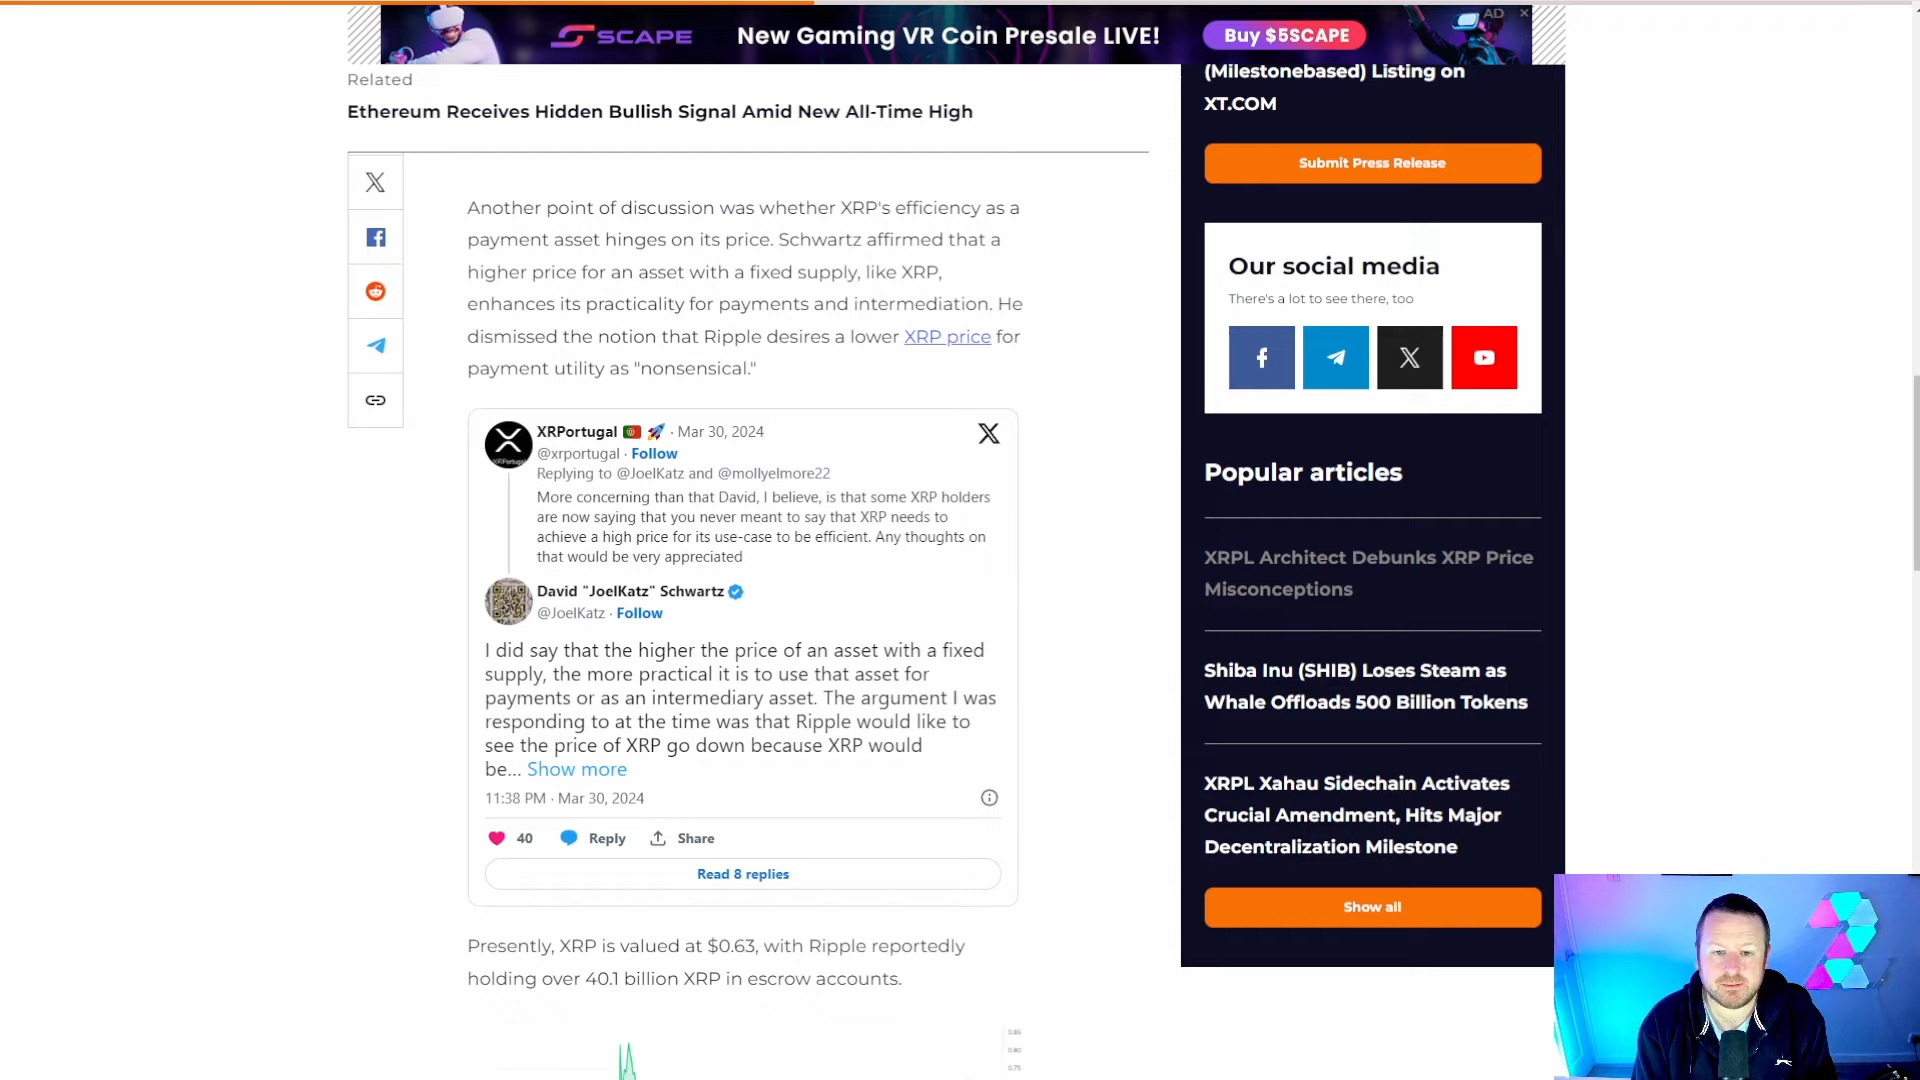 SCAPE
New Gaming VR Coin Presale LIVE!
Buy $5SCAPE
AD
Related
Ethereum Receives Hidden Bullish Signal Amid New All-Time High
Another point of discussion was whether XRP's efficiency as a
payment asset hinges on its price. Schwartz affirmed that a
higher price for an asset with a fixed supply, like XRP,
enhances its practicality for payments and intermediation. He
dismissed the notion that Ripple desires a lower XRP price for
payment utility as "nonsensical."
XRPortugal · Mar 30, 2024
@xrportugal · Follow
Replying to @JoelKatz and @mollyelmore22
More concerning than that David, I believe, is that some XRP holders
are now saying that you never meant to say that XRP needs to
achieve a high price for its use-case to be efficient. Any thoughts on
that would be very appreciated
David "JoelKatz" Schwartz
@JoelKatz · Follow
I did say that the higher the price of an asset with a fixed
supply, the more practical it is to use that asset for
payments or as an intermediary asset. The argument I was
responding to at the time was that Ripple would like to
see the price of XRP go down because XRP would
be... Show more
11:38 PM · Mar 30, 2024
40 Reply Share
Read 8 replies
Presently, XRP is valued at $0.63, with Ripple reportedly
holding over 40.1 billion XRP in escrow accounts.
0.85
0.80
0.75
(Milestonebased) Listing on
XT.COM
Submit Press Release
Our social media
There's a lot to see there, too
Popular articles
XRPL Architect Debunks XRP Price
Misconceptions
Shiba Inu (SHIB) Loses Steam as
Whale Offloads 500 Billion Tokens
XRPL Xahau Sidechain Activates
Crucial Amendment, Hits Major
Decentralization Milestone
Show all